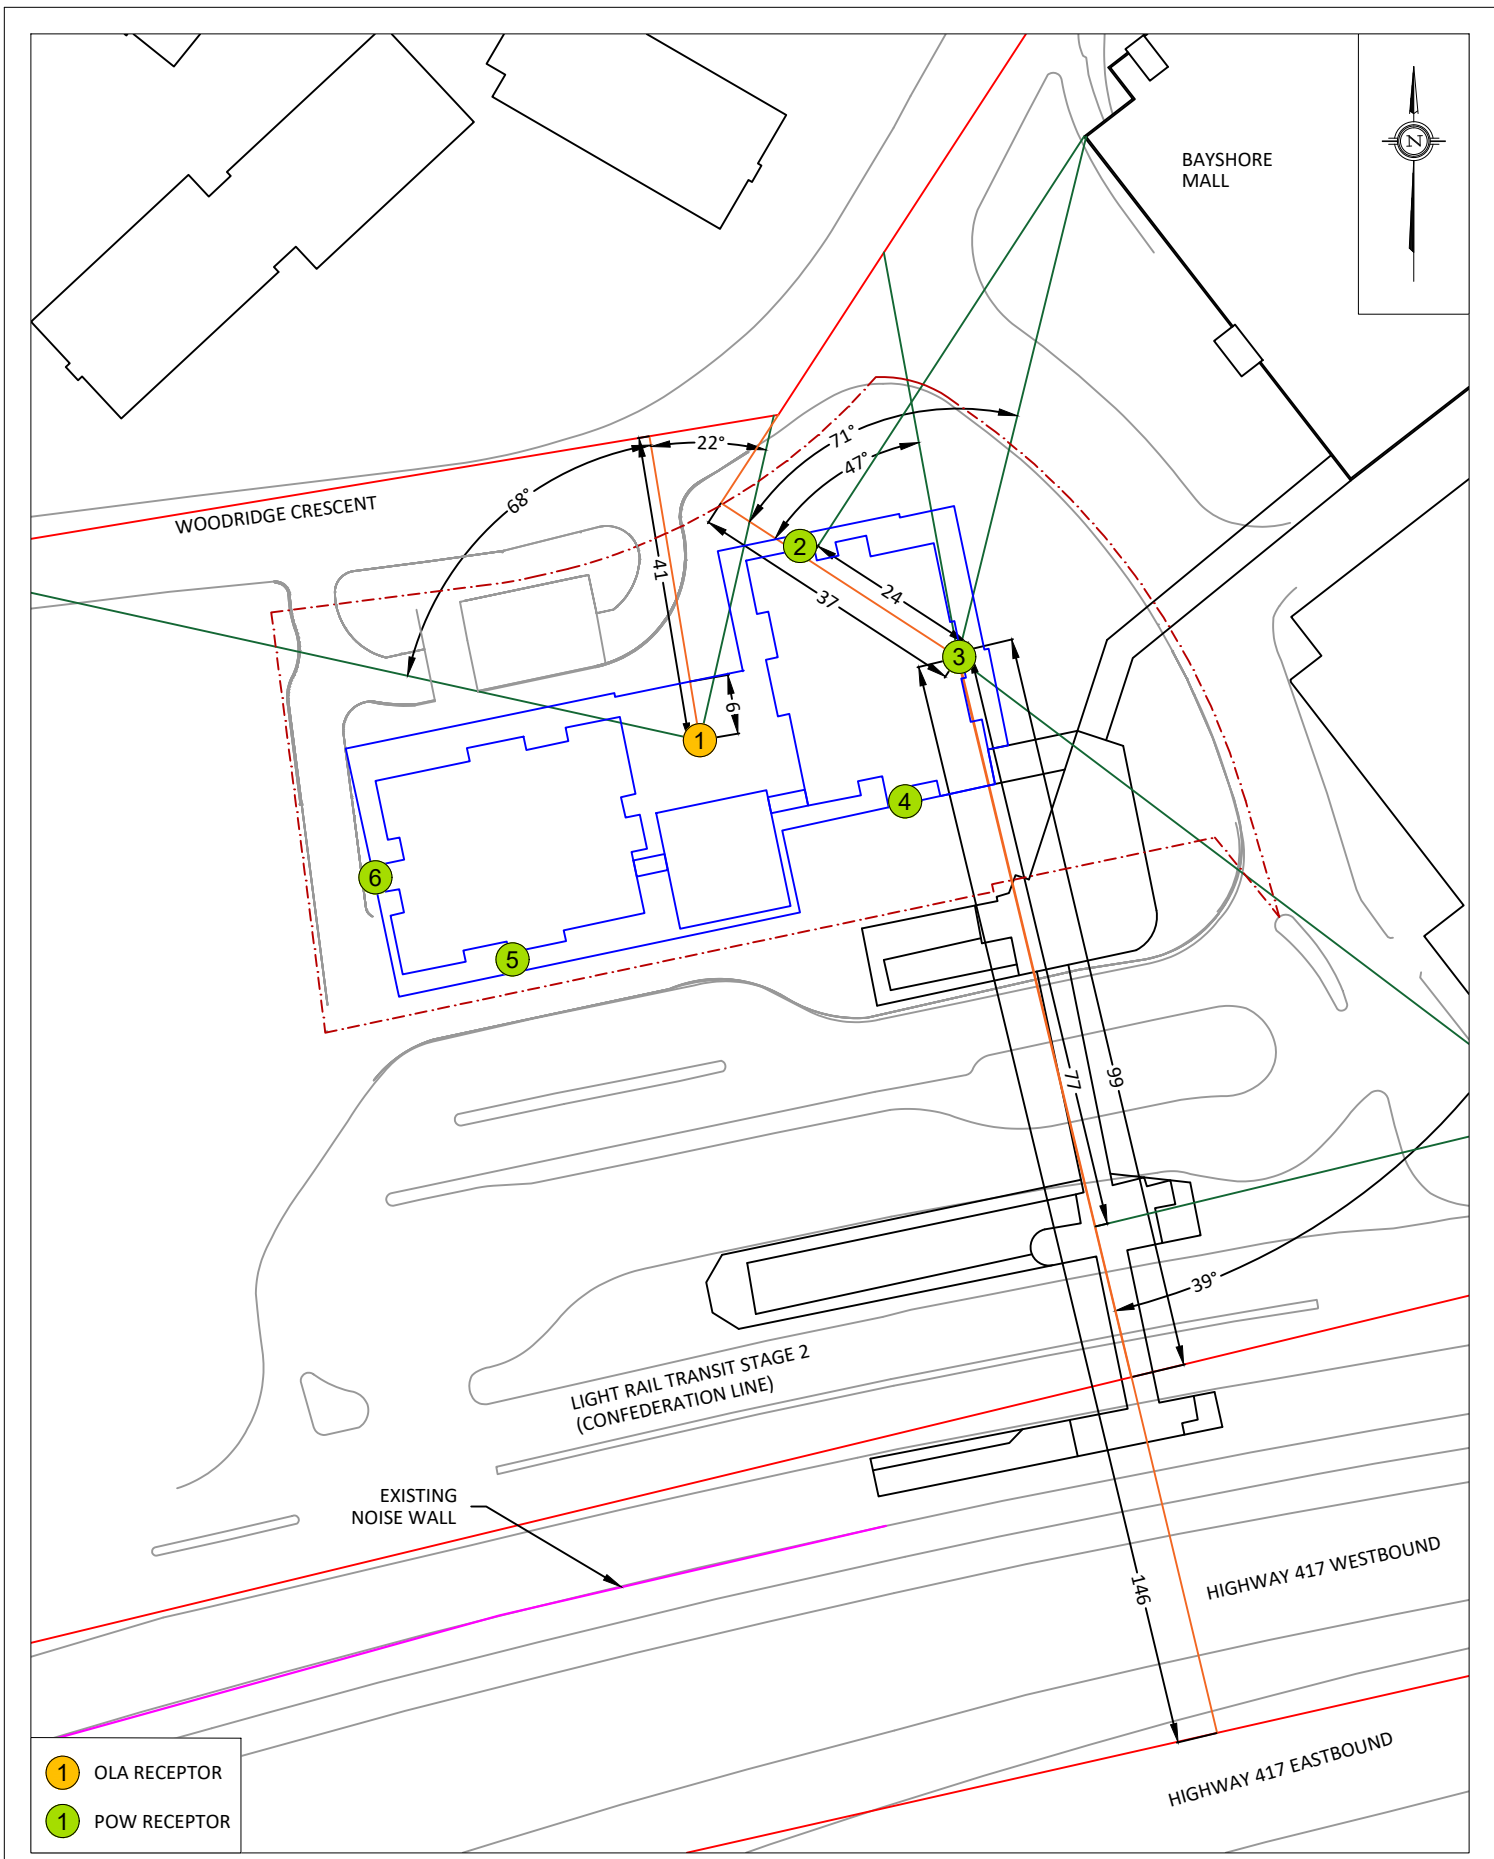 BAYSHORE
MALL
N
22°
71°
47°
68°
WOODRIDGE CRESCENT
41
2
24
37
3
6
1
4
6
5
77
99
39°
LIGHT RAIL TRANSIT STAGE 2
(CONFEDERATION LINE)
EXISTING
NOISE WALL
146
HIGHWAY 417 WESTBOUND
HIGHWAY 417 EASTBOUND
1 OLA RECEPTOR
1 POW RECEPTOR